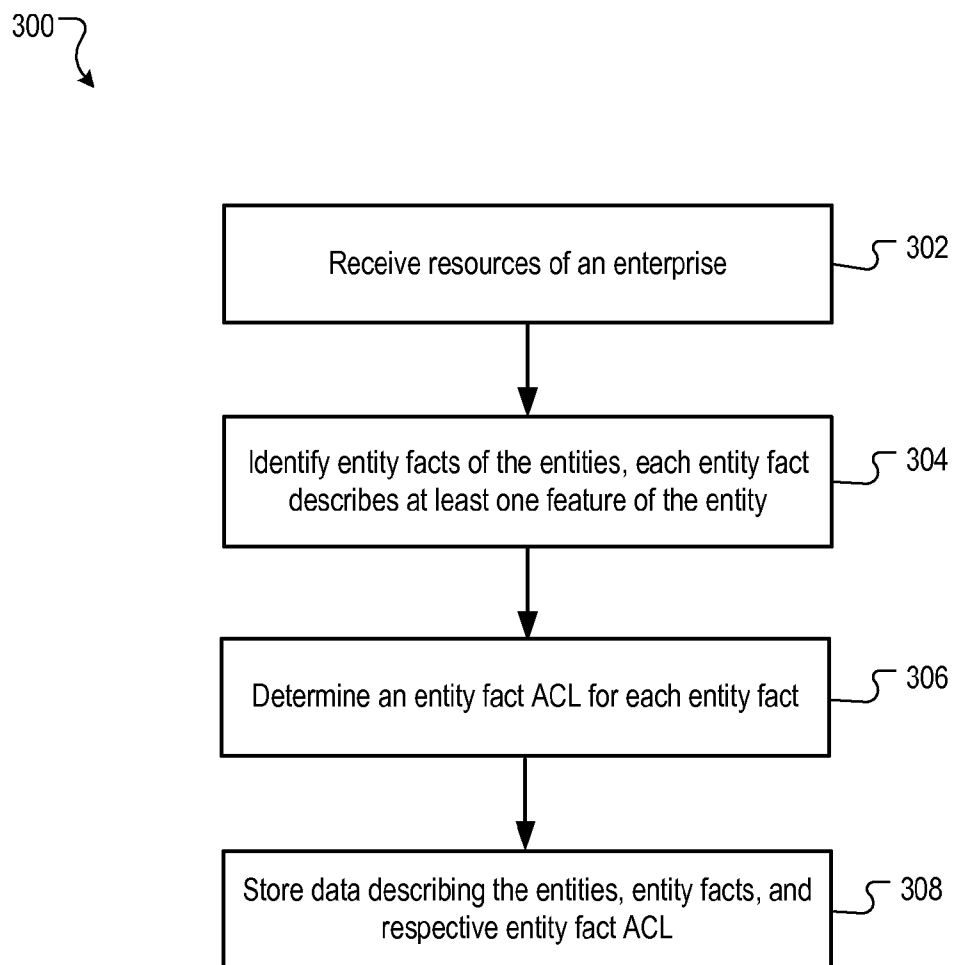 300
Receive resources of an enterprise
302
Identify entity facts of the entities, each entity fact
describes at least one feature of the entity
304
Determine an entity fact ACL for each entity fact
306
Store data describing the entities, entity facts, and
respective entity fact ACL
308